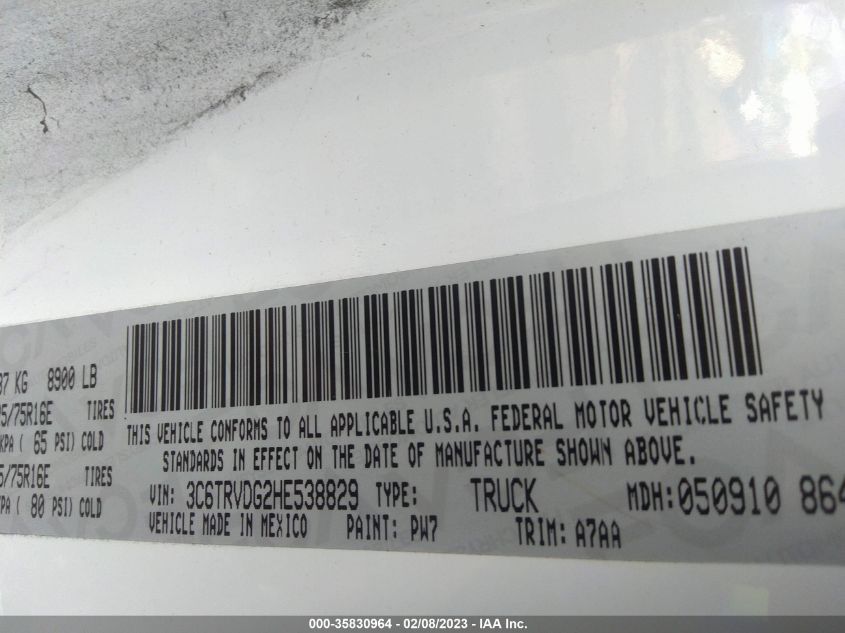 87 KG 8900 LB
5/75R16E TIRES
KPA ( 65 PSI) COLD
5/75R16E TIRES
PA ( 80 PSI) COLD
THIS VEHICLE CONFORMS TO ALL APPLICABLE U.S.A. FEDERAL MOTOR VEHICLE SAFETY
STANDARDS IN EFFECT ON THE DATE OF MANUFACTURE SHOWN ABOVE.
VIN: 3C6TRVDG2HE538829 TYPE: TRUCK MDH: 050910 864
VEHICLE MADE IN MEXICO PAINT: PW7 TRIM: A7AA
000-35830964 - 02/08/2023 - IAA Inc.